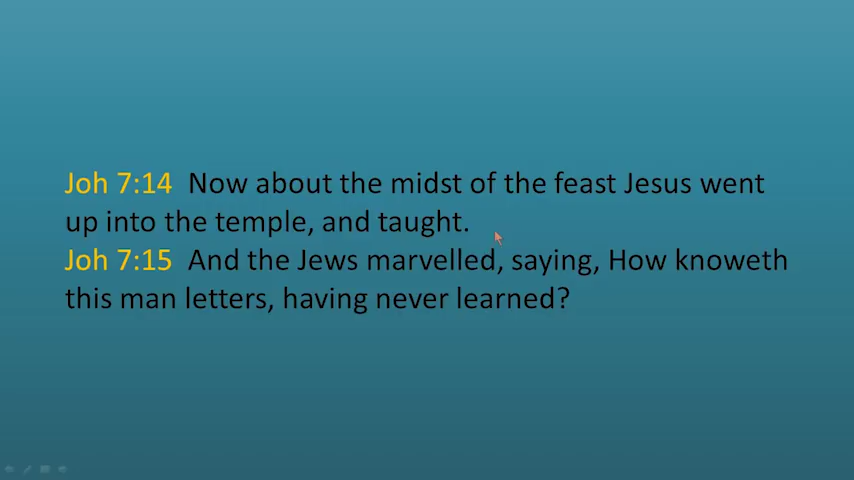 Joh 7:14 Now about the midst of the feast Jesus went
up into the temple, and taught.
Joh 7:15 And the Jews marvelled, saying, How knoweth
this man letters, having never learned?